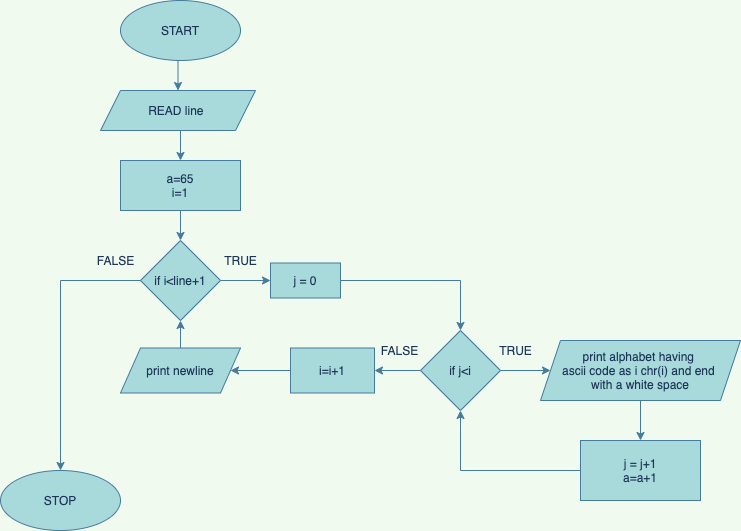 START
READ line
a=65
i=1
FALSE
TRUE
if i<line+1
j = 0
FALSE
TRUE
print newline
i=i+1
if j<i
print alphabet having
ascii code as i chr(i) and end
with a white space
j = j+1
a=a+1
STOP